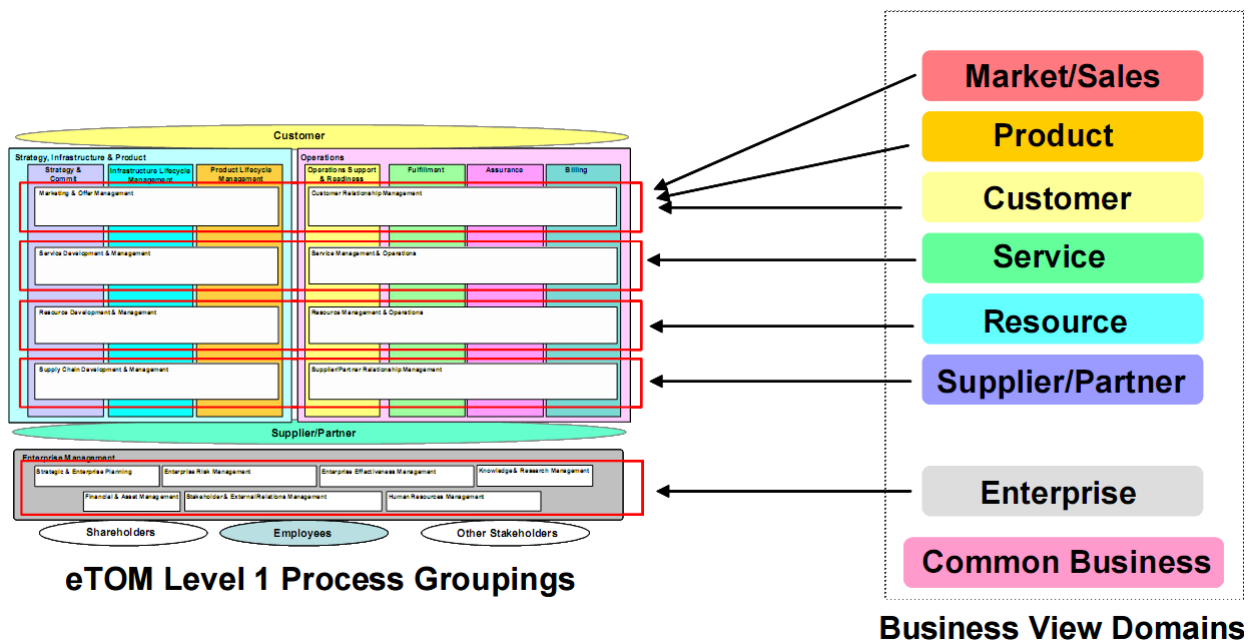 Customer
Strategy, Infrastructure & Product
Operations
Strategy &
Commit
Infrastructure Lifecycle
Management
Product Lifecycle
Management
Operations Support
& Readiness
Fulfillment
Assurance
Billing
Marketing & Offer Management
Customer Relationship Management
Service Development & Management
Service Management & Operations
Resource Development & Management
Resource Management & Operations
Supply Chain Development & Management
Supplier/Partner Relationship Management
Supplier/Partner
Enterprise Management
Strategic & Enterprise Planning
Enterprise Risk Management
Enterprise Effectiveness Management
Knowledge & Research Management
Financial & Asset Management
Stakeholder & External Relations Management
Human Resources Management
Shareholders
Employees
Other Stakeholders
eTOM Level 1 Process Groupings
Market/Sales
Product
Customer
Service
Resource
Supplier/Partner
Enterprise
Common Business
Business View Domains